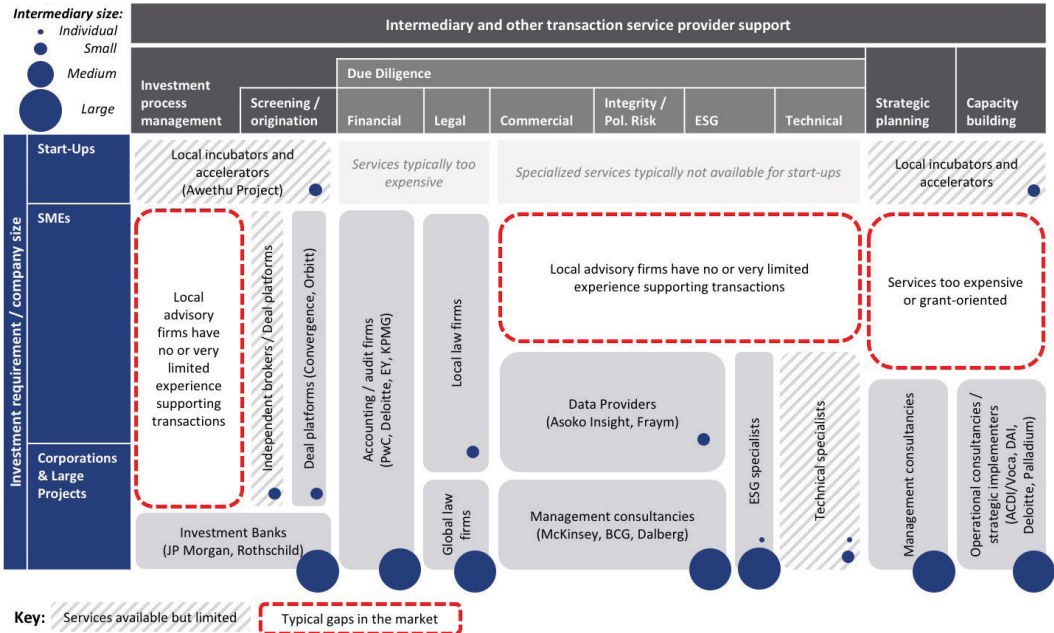 Intermediary size:
Individual
Small
Medium
Large
Intermediary and other transaction service provider support
Investment
process
management
Screening /
origination
Due Diligence
Financial
Legal
Commercial
Integrity /
Pol. Risk
ESG
Technical
Strategic
planning
Capacity
building
Investment requirement / company size
Start-Ups
Local incubators and
accelerators
(Awethu Project)
Services typically too
expensive
Specialized services typically not available for start-ups
Local incubators and
accelerators
SMEs
Local
advisory
firms have
no or very
limited
experience
supporting
transactions
Independent brokers / Deal platforms
Deal platforms (Convergence, Orbitt)
Accounting / audit firms
(PwC, Deloitte, EY, KPMG)
Local law firms
Local advisory firms have no or very limited
experience supporting transactions
Services too expensive
or grant-oriented
Data Providers
(Asoko Insight, Fraym)
ESG specialists
Technical specialists
Management consultancies
Operational consultancies /
strategic implementers
(ACDI/Voca, DAI,
Deloitte, Palladium)
Corporations
& Large
Projects
Investment Banks
(JP Morgan, Rothschild)
Global law
firms
Management consultancies
(McKinsey, BCG, Dalberg)
Key:
Services available but limited
Typical gaps in the market